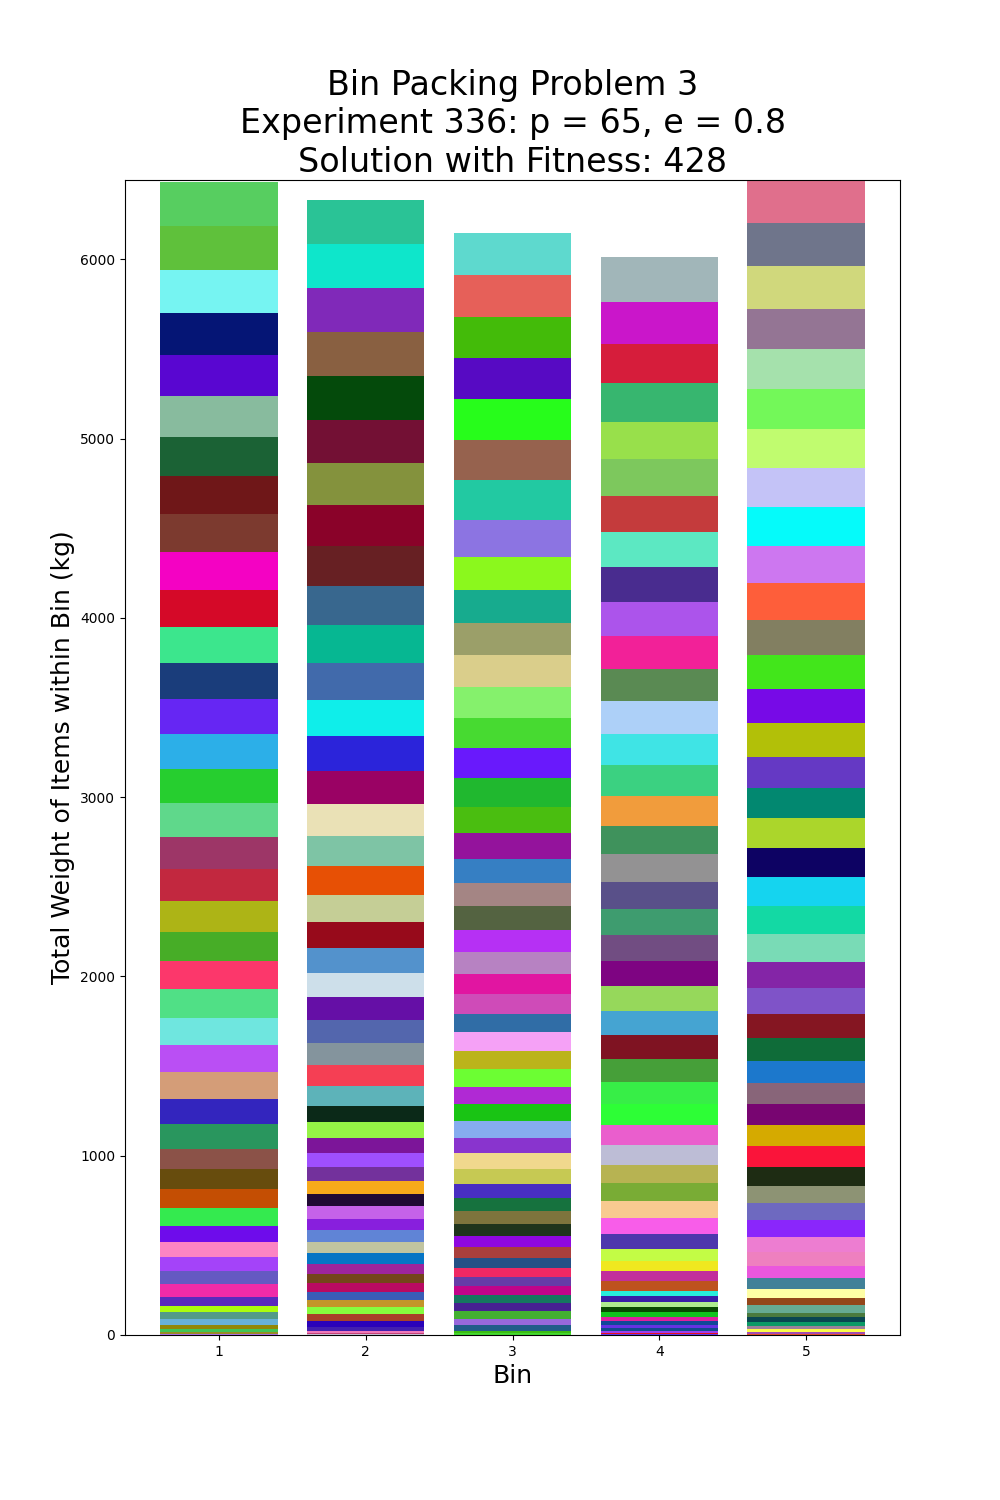 Bin Packing Problem 3
Experiment 336: p = 65, e = 0.8
Solution with Fitness: 428
Total Weight of Items within Bin (kg)
6000
5000
4000
3000
2000
1000
0
1 2 3 4 5
Bin